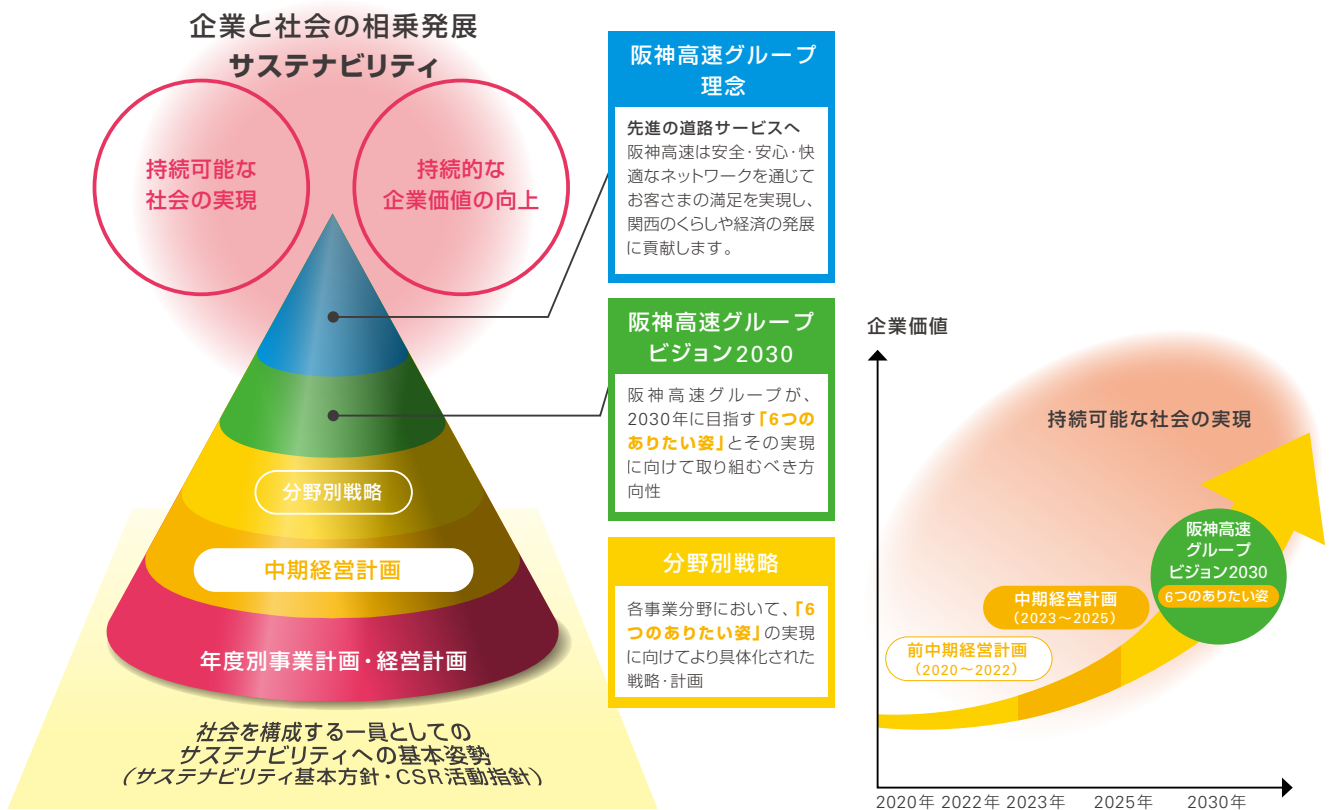 企業と社会の相乗発展
サステナビリティ
持続可能な
社会の実現
持続的な
企業価値の向上
分野別戦略
中期経営計画
年度別事業計画・経営計画
社会を構成する一員としての
サステナビリティへの基本姿勢
(サステナビリティ基本方針・CSR活動指針)
阪神高速グループ
理念
先進の道路サービスへ
阪神高速は安全・安心・快
適なネットワークを通じて
お客さまの満足を実現し、
関西のくらしや経済の発展
に貢献します。
阪神高速グループ
ビジョン2030
阪神高速グループが、
2030年に目指す「6つの
ありたい姿」とその実現
に向けて取り組むべき方
向性
分野別戦略
各事業分野において、「6
つのありたい姿」の実現
に向けてより具体化された
戦略・計画
企業価値
持続可能な社会の実現
阪神高速
グループ
ビジョン2030
6つのありたい姿
中期経営計画
(2023〜2025)
前中期経営計画
(2020〜2022)
2020年 2022年 2023年 2025年 2030年